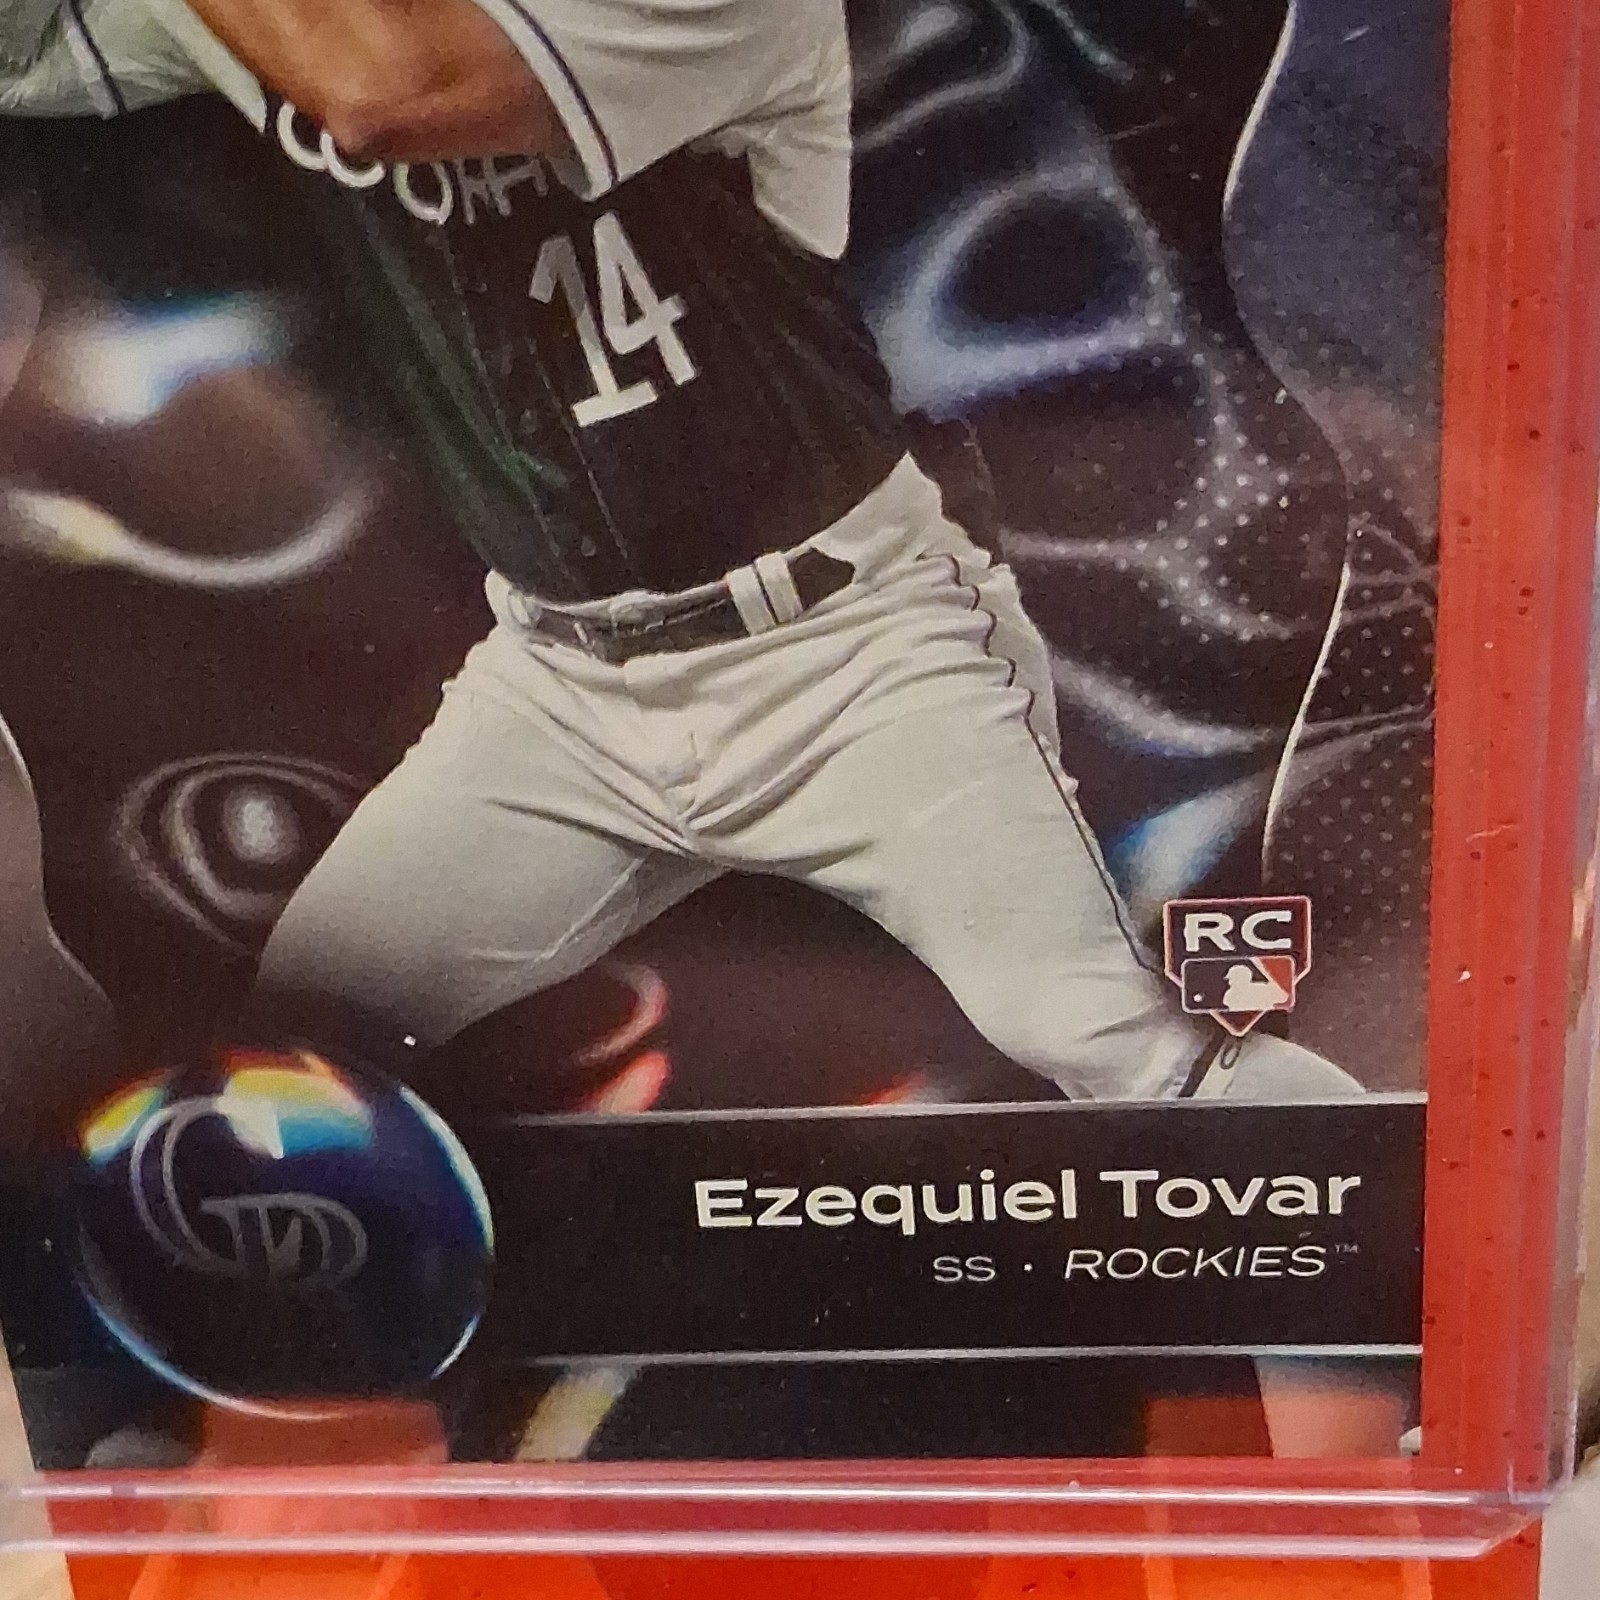 14
RC
Ezequiel Tovar
SS · ROCKIES™